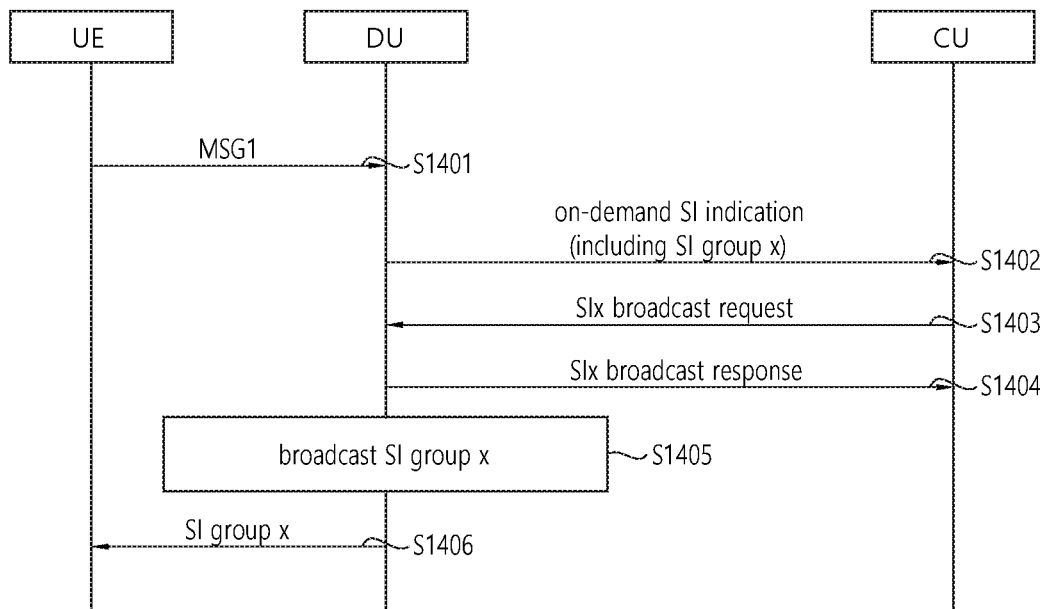 UE
DU
CU
MSG1
S1401
on-demand SI indication
(including SI group x)
S1402
SIx broadcast request
S1403
SIx broadcast response
S1404
broadcast SI group x
S1405
SI group x
S1406